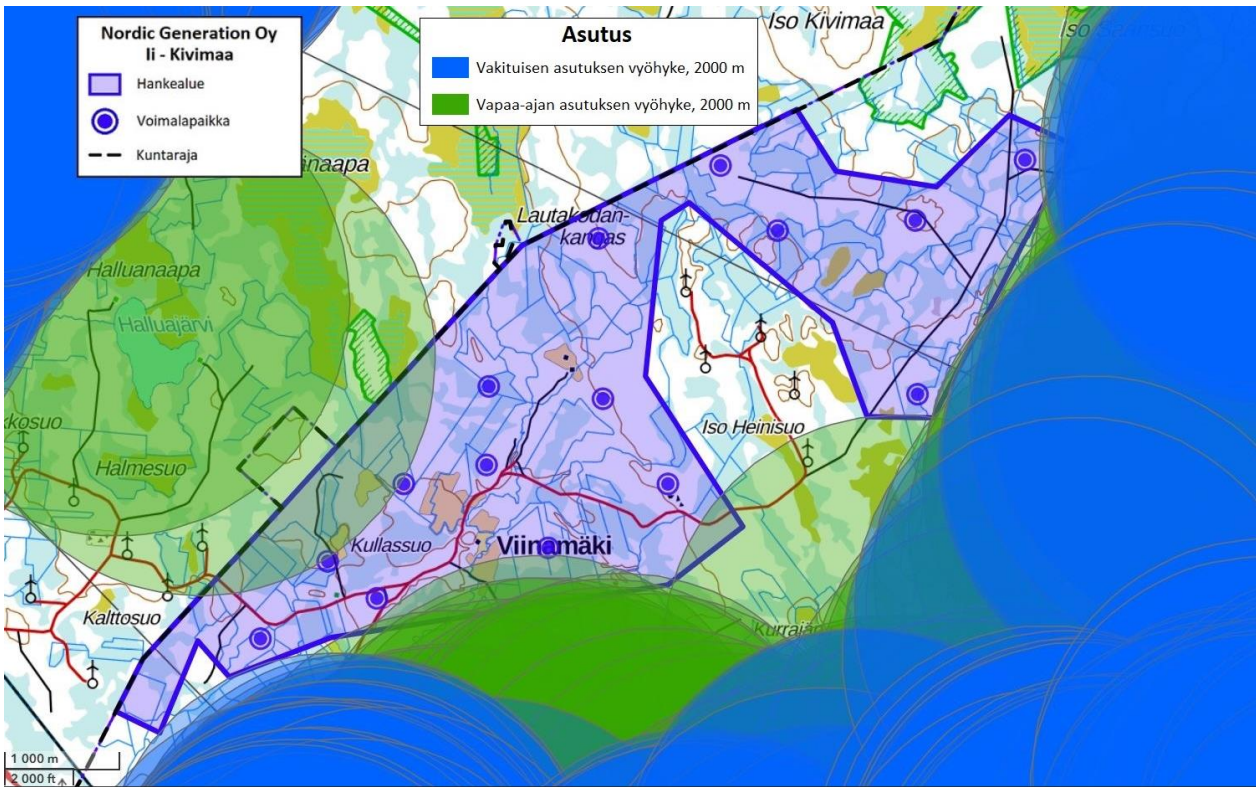 Nordic Generation Oy
Ii - Kivimaa
Hankealue
Voimalapaikka
Kuntaraja
Asutus
Vakituisen asutuksen vyöhyke, 2000 m
Vapaa-ajan asutuksen vyöhyke, 2000 m
Iso Kivimaa
Lautakodan-
kangas
Halluanaapa
Halluajärvi
Iso Heinisuo
Halmesuo
Kullassuo
Viinamäki
Kalttosuo
1 000 m
2 000 ft